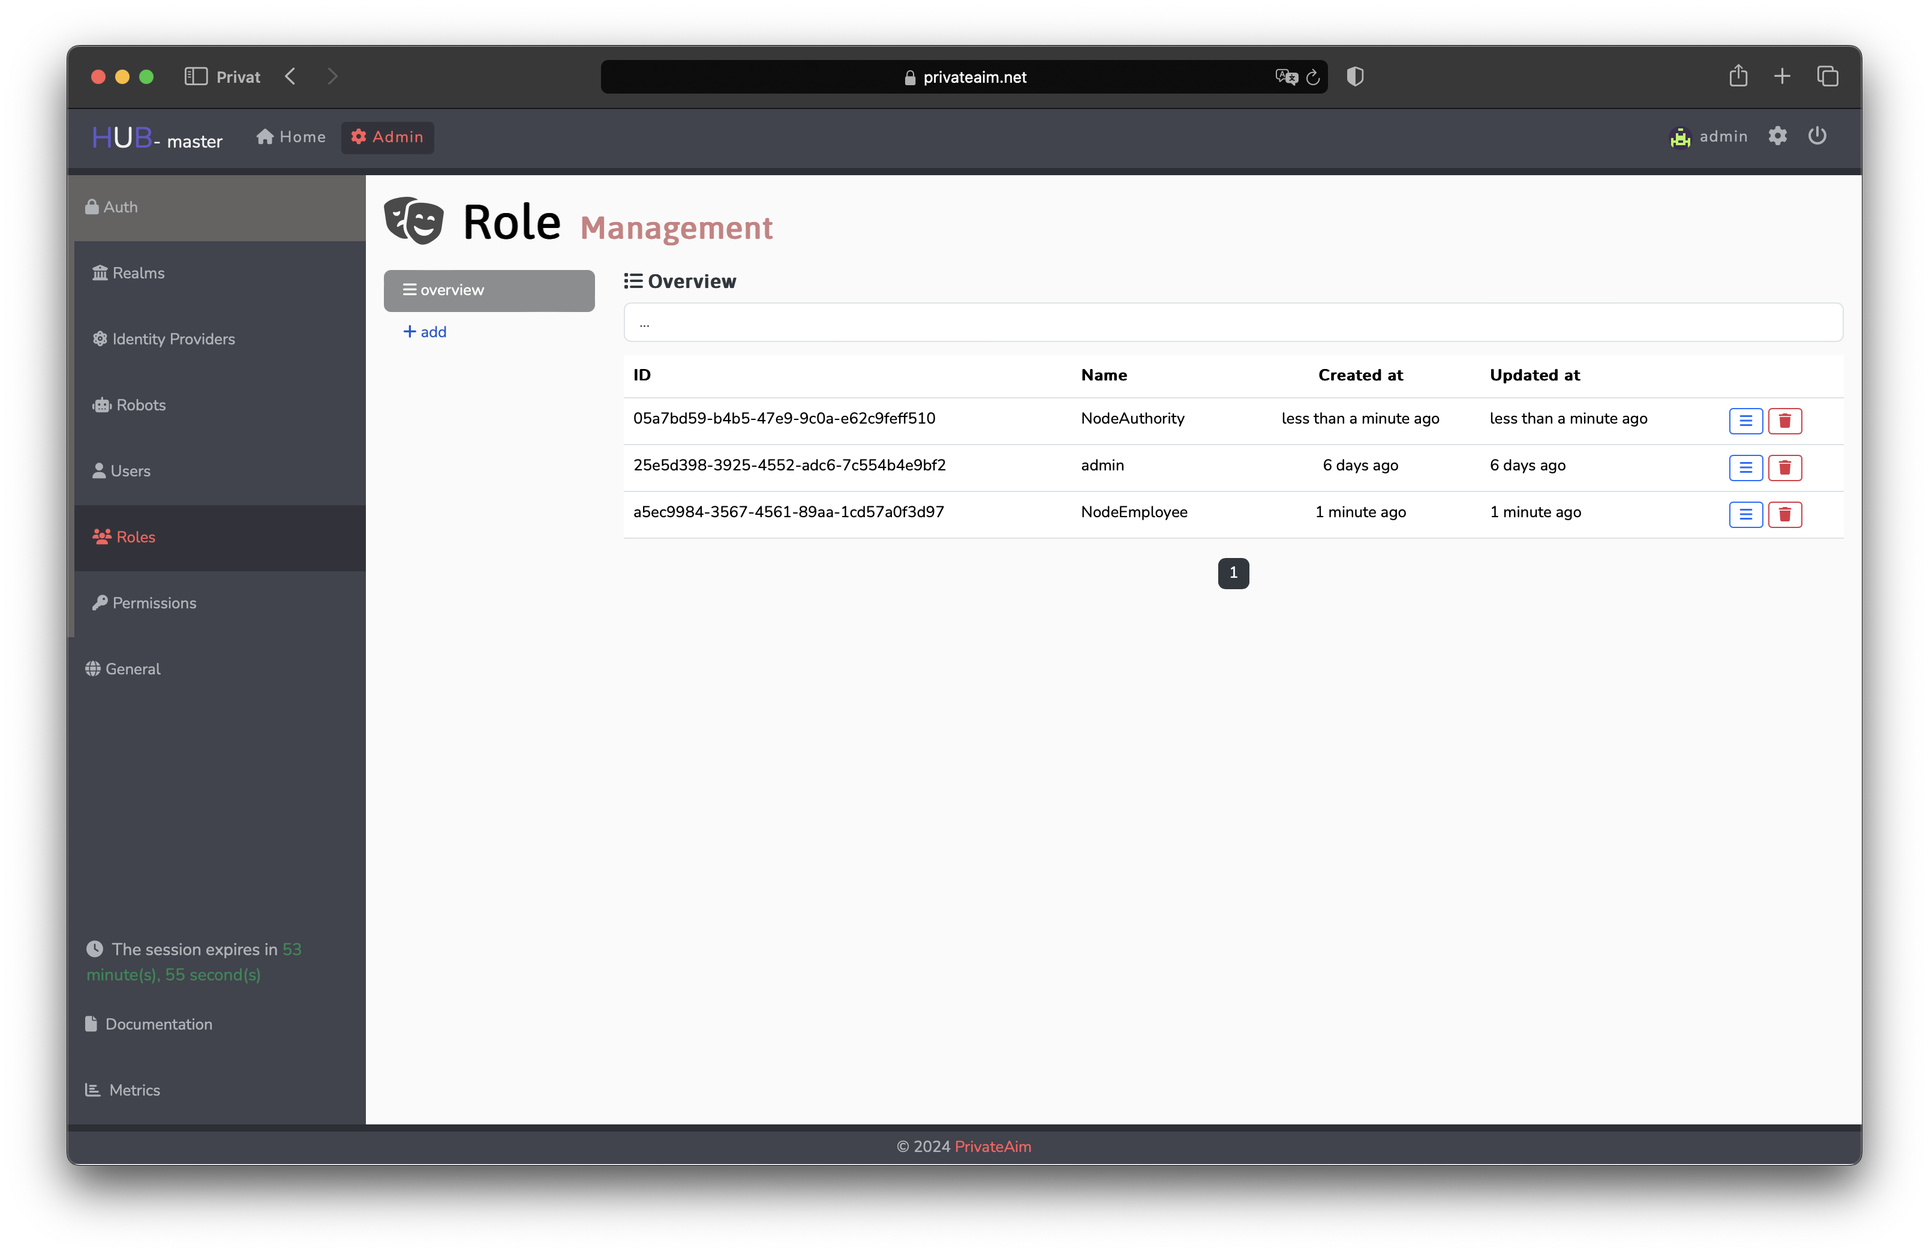 Privat
privateaim.net
HUB- master
Home
Admin
admin
Auth
Realms
Identity Providers
Robots
Users
Roles
Permissions
General
The session expires in 53
minute(s), 55 second(s)
Documentation
Metrics
Role Management
overview
+ add
Overview
...
ID Name Created at Updated at
05a7bd59-b4b5-47e9-9c0a-e62c9feff510 NodeAuthority less than a minute ago less than a minute ago
25e5d398-3925-4552-adc6-7c554b4e9bf2 admin 6 days ago 6 days ago
a5ec9984-3567-4561-89aa-1cd57a0f3d97 NodeEmployee 1 minute ago 1 minute ago
1
© 2024 PrivateAim